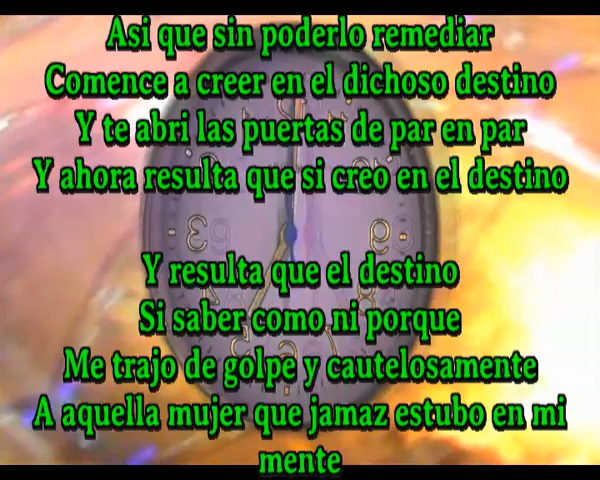 Asi que sin poderlo remediar
Comence a creer en el dichoso destino
Y te abri las puertas de par en par
Y ahora resulta que si creo en el destino
Y resulta que el destino
Si saber como ni porque
Me trajo de golpe y cautelosamente
A aquella mujer que jamaz estubo en mi
mente